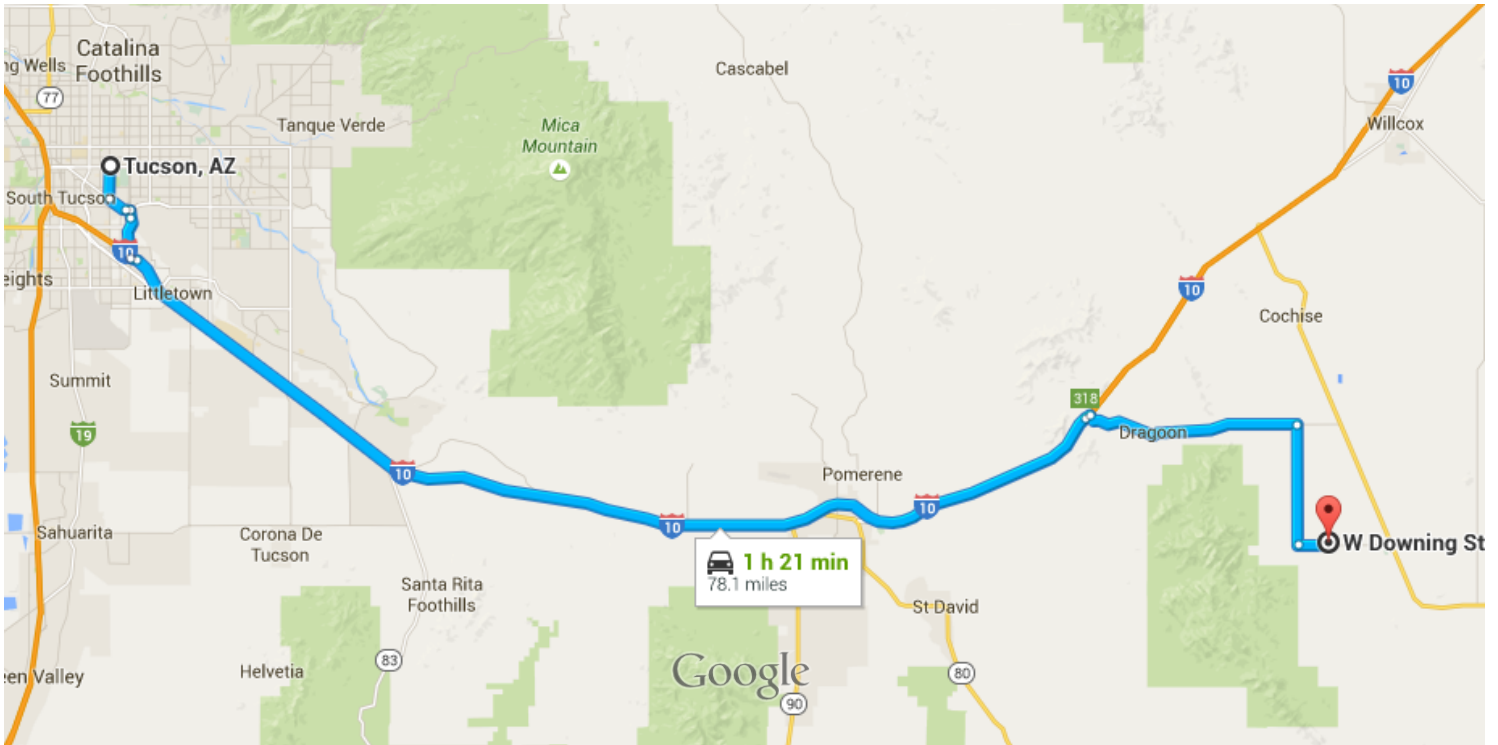 Catalina
Foothills
ng Wells
77
Cascabel
10
Tanque Verde
Mica
Mountain
Willcox
Tucson, AZ
South Tucso
10
eights
Littletown
10
Cochise
Summit
318
19
Dragoon
10
Pomerene
10
10
Sahuarita
Corona De
Tucson
W Downing St
1 h 21 min
78.1 miles
Santa Rita
Foothills
St David
Helvetia
83
een Valley
Google
80
90